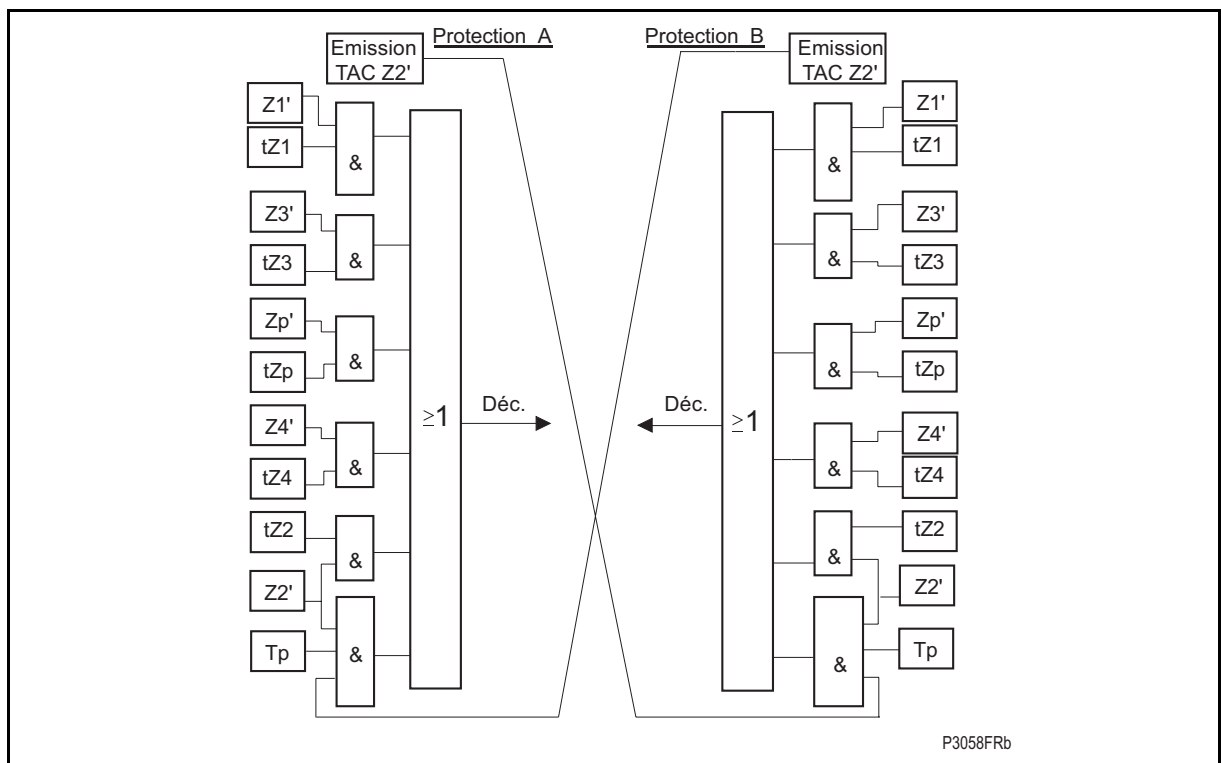 Protection A
Emission
TAC Z2'
Z1'
tZ1
&
Z3'
tZ3
&
Zp'
tZp
&
Z4'
tZ4
&
tZ2
&
Z2'
Tp
&
≥1
Déc.
Protection B
Emission
TAC Z2'
Déc.
≥1
&
Z1'
tZ1
&
Z3'
tZ3
&
Zp'
tZp
&
Z4'
tZ4
&
tZ2
Z2'
&
Tp
P3058FRb